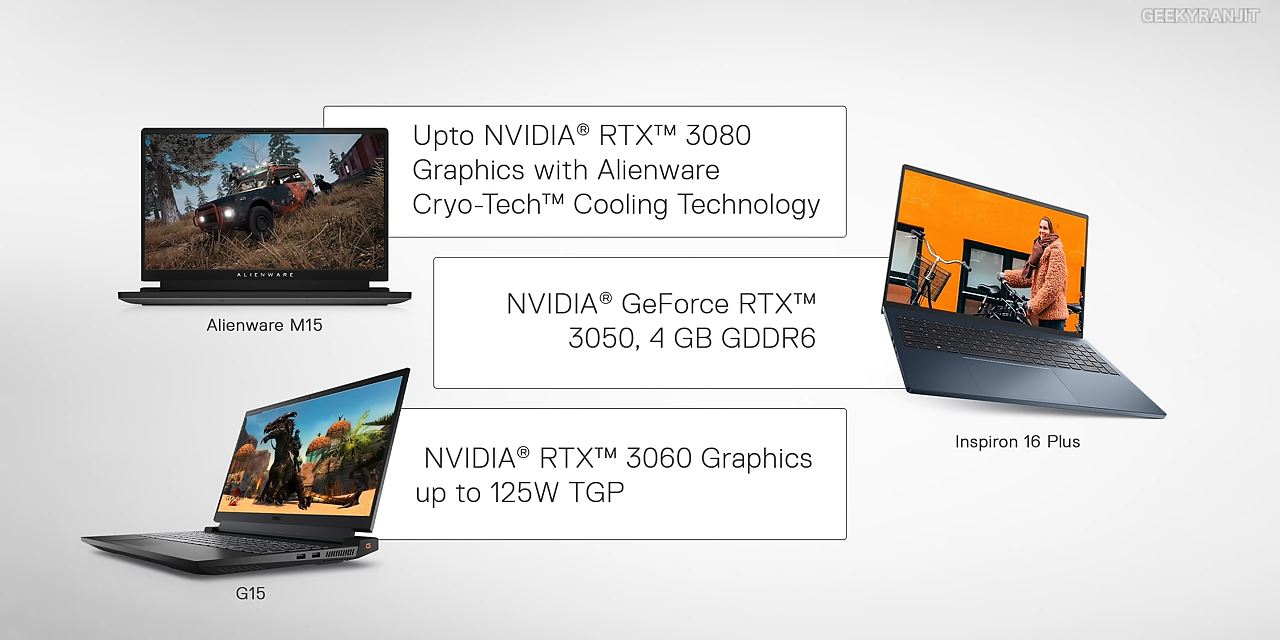 GEEKYRANJIT
Upto NVIDIA® RTX™ 3080
Graphics with Alienware
Cryo-Tech™ Cooling Technology
ALIENWARE
Alienware M15
NVIDIA® GeForce RTX™
3050, 4 GB GDDR6
Inspiron 16 Plus
NVIDIA® RTX™ 3060 Graphics
up to 125W TGP
G15